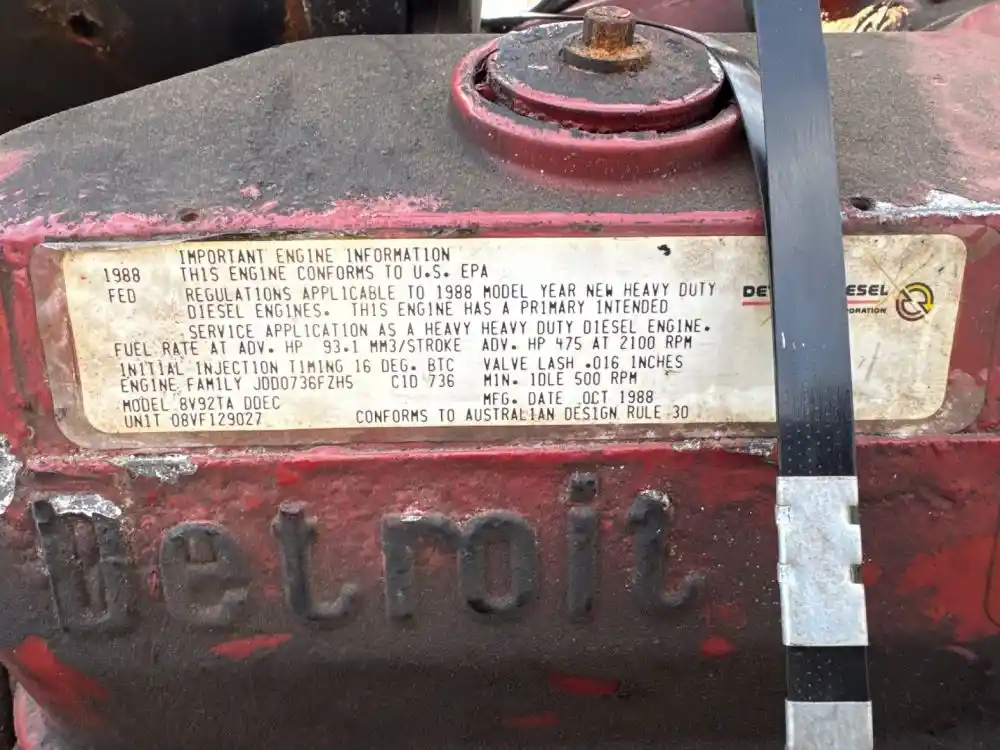 IMPORTANT ENGINE INFORMATION
1988 THIS ENGINE CONFORMS TO U.S. EPA
FED REGULATIONS APPLICABLE TO 1988 MODEL YEAR NEW HEAVY DUTY
DIESEL ENGINES. THIS ENGINE HAS A PRIMARY INTENDED
SERVICE APPLICATION AS A HEAVY HEAVY DUTY DIESEL ENGINE.
FUEL RATE AT ADV. HP 93.1 MM3/STROKE ADV. HP 475 AT 2100 RPM
INITIAL INJECTION TIMING 16 DEG. BTC VALVE LASH .016 INCHES
ENGINE FAMILY JDD0736FZH5 CID 736 MIN. IDLE 500 RPM
MODEL 8V92TA DDEC MFG. DATE OCT 1988
UNIT 08VF129027 CONFORMS TO AUSTRALIAN DESIGN RULE 30
DE ESEL
ORATION
Detroit